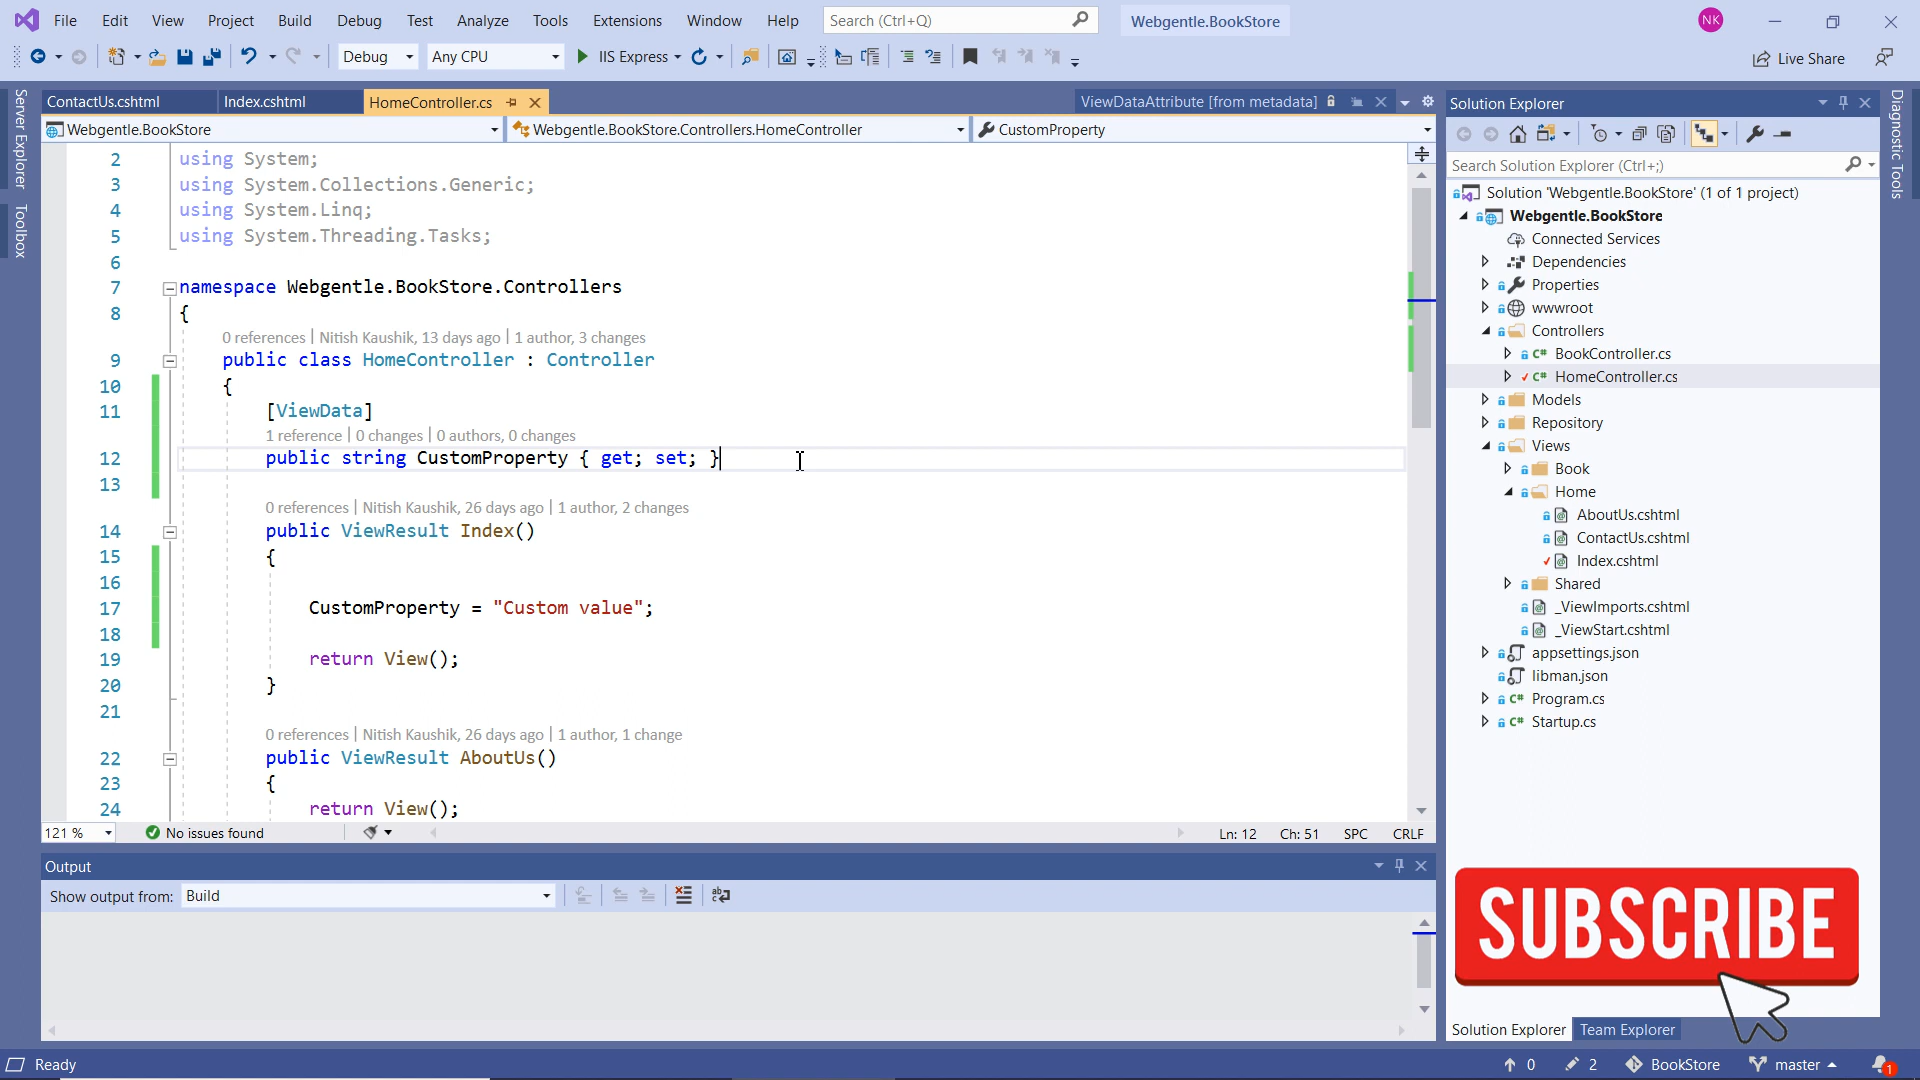 File Edit View Project Build Debug Test Analyze Tools Extensions Window Help Search (Ctrl+Q) Webgentle.BookStore NK
Debug Any CPU IIS Express Live Share
Server Explorer
Toolbox
ContactUs.cshtml Index.cshtml HomeController.cs ViewDataAttribute [from metadata]
Webgentle.BookStore Webgentle.BookStore.Controllers.HomeController CustomProperty
2 using System;
3 using System.Collections.Generic;
4 using System.Linq;
5 using System.Threading.Tasks;
6
7 namespace Webgentle.BookStore.Controllers
8 {
0 references | Nitish Kaushik, 13 days ago | 1 author, 3 changes
9 public class HomeController : Controller
10 {
11 [ViewData]
1 reference | 0 changes | 0 authors, 0 changes
12 public string CustomProperty { get; set; }
13
0 references | Nitish Kaushik, 26 days ago | 1 author, 2 changes
14 public ViewResult Index()
15 {
16
17 CustomProperty = "Custom value";
18
19 return View();
20 }
21
0 references | Nitish Kaushik, 26 days ago | 1 author, 1 change
22 public ViewResult AboutUs()
23 {
24 return View();
121 % No issues found Ln: 12 Ch: 51 SPC CRLF
Output
Show output from: Build
Solution Explorer
Search Solution Explorer (Ctrl+;)
Solution 'Webgentle.BookStore' (1 of 1 project)
Webgentle.BookStore
Connected Services
Dependencies
Properties
wwwroot
Controllers
C# BookController.cs
C# HomeController.cs
Models
Repository
Views
Book
Home
AboutUs.cshtml
ContactUs.cshtml
Index.cshtml
Shared
_ViewImports.cshtml
_ViewStart.cshtml
appsettings.json
libman.json
C# Program.cs
C# Startup.cs
SUBSCRIBE
Solution Explorer Team Explorer
Diagnostic Tools
Ready 0 2 BookStore master 1